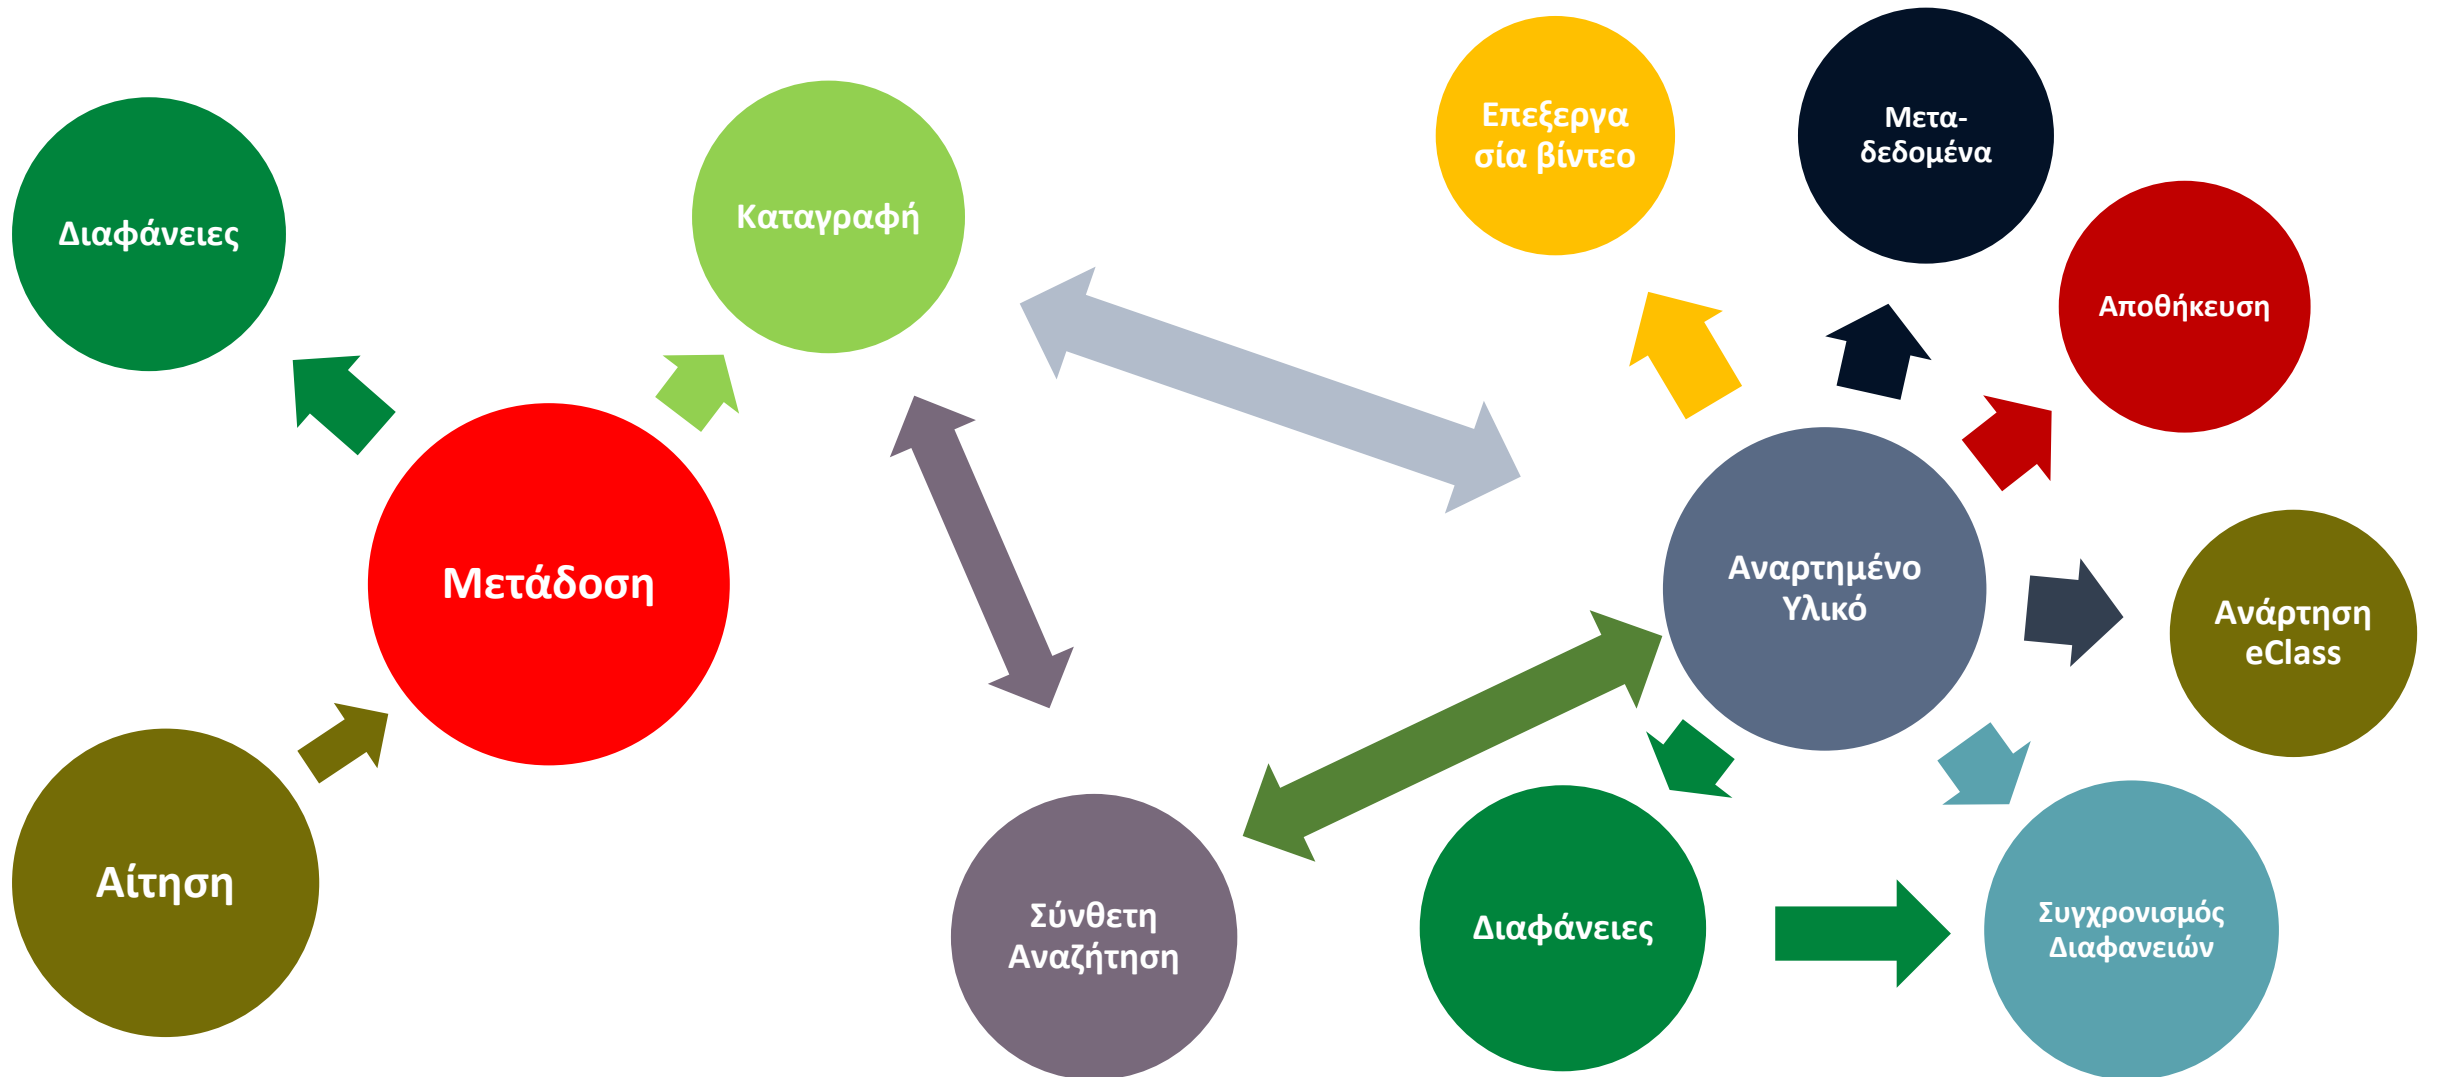 Διαφάνειες
Καταγραφή
Επεξεργα
σία βίντεο
Μετα-
δεδομένα
Αποθήκευση
Μετάδοση
Αναρτημένο
Υλικό
Ανάρτηση
eClass
Αίτηση
Σύνθετη
Αναζήτηση
Διαφάνειες
Συγχρονισμός
Διαφανειών